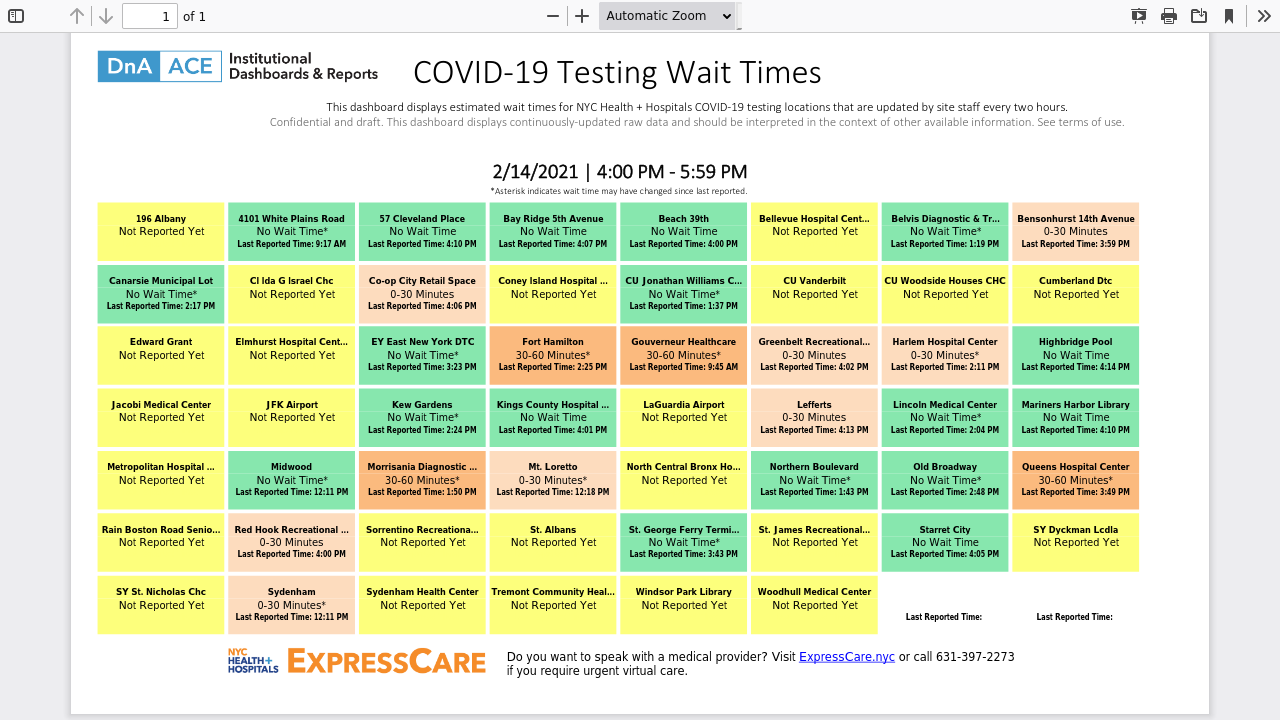 1 of 1
Automatic Zoom
DnA ACE Institutional
Dashboards & Reports
COVID-19 Testing Wait Times
This dashboard displays estimated wait times for NYC Health + Hospitals COVID-19 testing locations that are updated by site staff every two hours.
Confidential and draft. This dashboard displays continuously-updated raw data and should be interpreted in the context of other available information. See terms of use.
2/14/2021 | 4:00 PM - 5:59 PM
*Asterisk indicates wait time may have changed since last reported.
196 Albany
Not Reported Yet
4101 White Plains Road
No Wait Time*
Last Reported Time: 9:17 AM
57 Cleveland Place
No Wait Time
Last Reported Time: 4:10 PM
Bay Ridge 5th Avenue
No Wait Time
Last Reported Time: 4:07 PM
Beach 39th
No Wait Time
Last Reported Time: 4:00 PM
Bellevue Hospital Cent...
Not Reported Yet
Belvis Diagnostic & Tr...
No Wait Time*
Last Reported Time: 1:19 PM
Bensonhurst 14th Avenue
0-30 Minutes
Last Reported Time: 3:59 PM
Canarsie Municipal Lot
No Wait Time*
Last Reported Time: 2:17 PM
CI Ida G Israel Chc
Not Reported Yet
Co-op City Retail Space
0-30 Minutes
Last Reported Time: 4:06 PM
Coney Island Hospital ...
Not Reported Yet
CU Jonathan Williams C...
No Wait Time*
Last Reported Time: 1:37 PM
CU Vanderbilt
Not Reported Yet
CU Woodside Houses CHC
Not Reported Yet
Cumberland Dtc
Not Reported Yet
Edward Grant
Not Reported Yet
Elmhurst Hospital Cent...
Not Reported Yet
EY East New York DTC
No Wait Time*
Last Reported Time: 3:23 PM
Fort Hamilton
30-60 Minutes*
Last Reported Time: 2:25 PM
Gouverneur Healthcare
30-60 Minutes*
Last Reported Time: 9:45 AM
Greenbelt Recreational...
0-30 Minutes
Last Reported Time: 4:02 PM
Harlem Hospital Center
0-30 Minutes*
Last Reported Time: 2:11 PM
Highbridge Pool
No Wait Time
Last Reported Time: 4:14 PM
Jacobi Medical Center
Not Reported Yet
JFK Airport
Not Reported Yet
Kew Gardens
No Wait Time*
Last Reported Time: 2:24 PM
Kings County Hospital ...
No Wait Time
Last Reported Time: 4:01 PM
LaGuardia Airport
Not Reported Yet
Lefferts
0-30 Minutes
Last Reported Time: 4:13 PM
Lincoln Medical Center
No Wait Time*
Last Reported Time: 2:04 PM
Mariners Harbor Library
No Wait Time
Last Reported Time: 4:10 PM
Metropolitan Hospital ...
Not Reported Yet
Midwood
No Wait Time*
Last Reported Time: 12:11 PM
Morrisania Diagnostic ...
30-60 Minutes*
Last Reported Time: 1:50 PM
Mt. Loretto
0-30 Minutes*
Last Reported Time: 12:18 PM
North Central Bronx Ho...
Not Reported Yet
Northern Boulevard
No Wait Time*
Last Reported Time: 1:43 PM
Old Broadway
No Wait Time*
Last Reported Time: 2:48 PM
Queens Hospital Center
30-60 Minutes*
Last Reported Time: 3:49 PM
Rain Boston Road Senio...
Not Reported Yet
Red Hook Recreational ...
0-30 Minutes
Last Reported Time: 4:00 PM
Sorrentino Recreationa...
Not Reported Yet
St. Albans
Not Reported Yet
St. George Ferry Termi...
No Wait Time*
Last Reported Time: 3:43 PM
St. James Recreational...
Not Reported Yet
Starret City
No Wait Time
Last Reported Time: 4:05 PM
SY Dyckman Lcdla
Not Reported Yet
SY St. Nicholas Chc
Not Reported Yet
Sydenham
0-30 Minutes*
Last Reported Time: 12:11 PM
Sydenham Health Center
Not Reported Yet
Tremont Community Heal...
Not Reported Yet
Windsor Park Library
Not Reported Yet
Woodhull Medical Center
Not Reported Yet
Last Reported Time:
Last Reported Time:
NYC
HEALTH+
HOSPITALS
EXPRESSCARE
Do you want to speak with a medical provider? Visit ExpressCare.nyc or call 631-397-2273
if you require urgent virtual care.